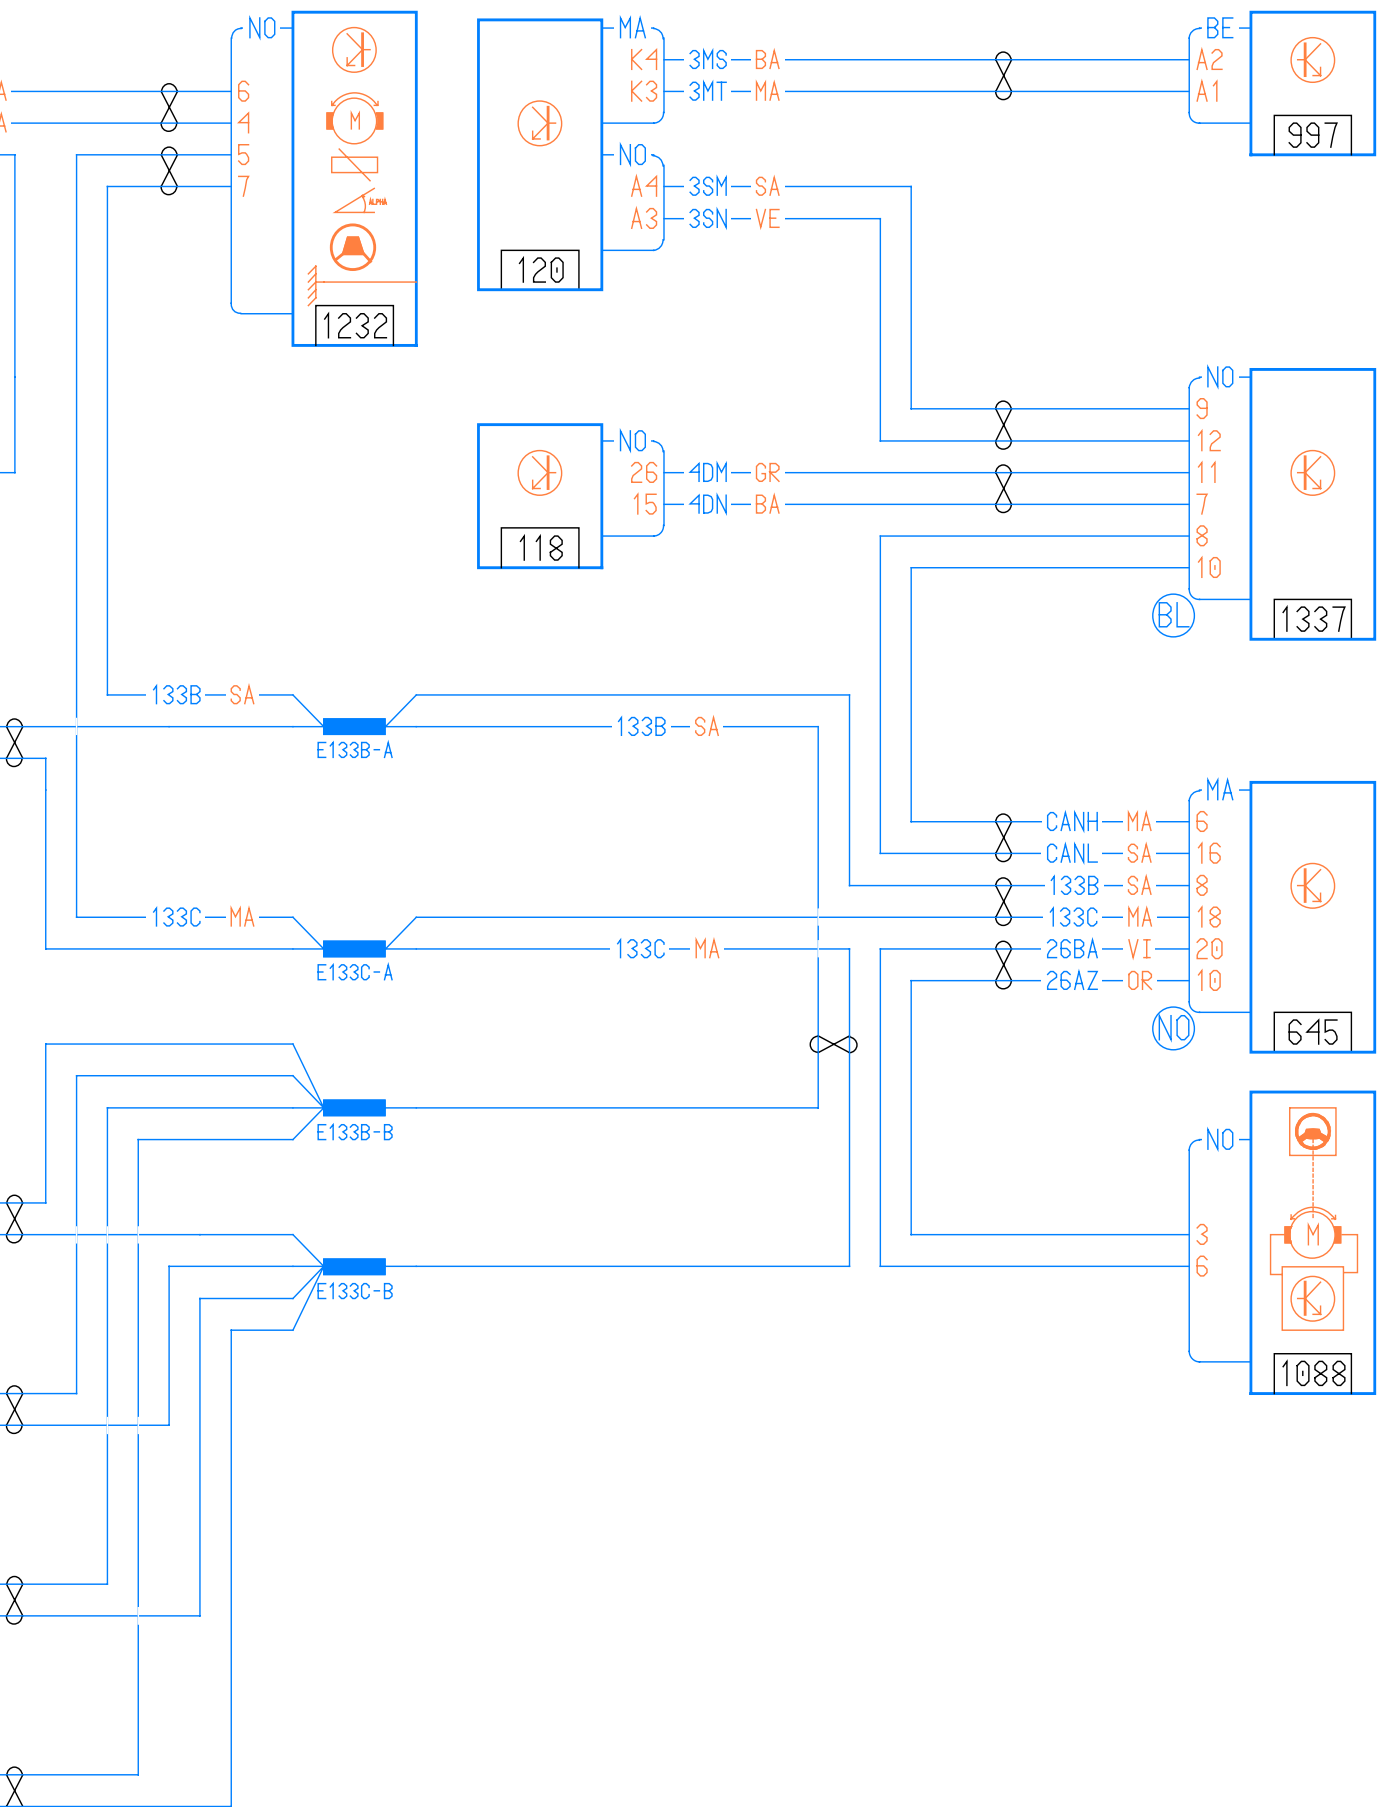 NO
6
4
5
7
M
ALPHA
1232
MA
K4 3MS BA
K3 3MT MA
NO
A4 3SM SA
A3 3SN VE
120
BE
A2
A1
997
NO
26 4DM GR
15 4DN BA
118
NO
9
12
11
7
8
10
BL
1337
133B SA
E133B-A
133B SA
133C MA
E133C-A
133C MA
MA
CANH MA 6
CANL SA 16
133B SA 8
133C MA 18
26BA VI 20
26AZ OR 10
NO
645
E133B-B
E133C-B
NO
3
6
M
1088